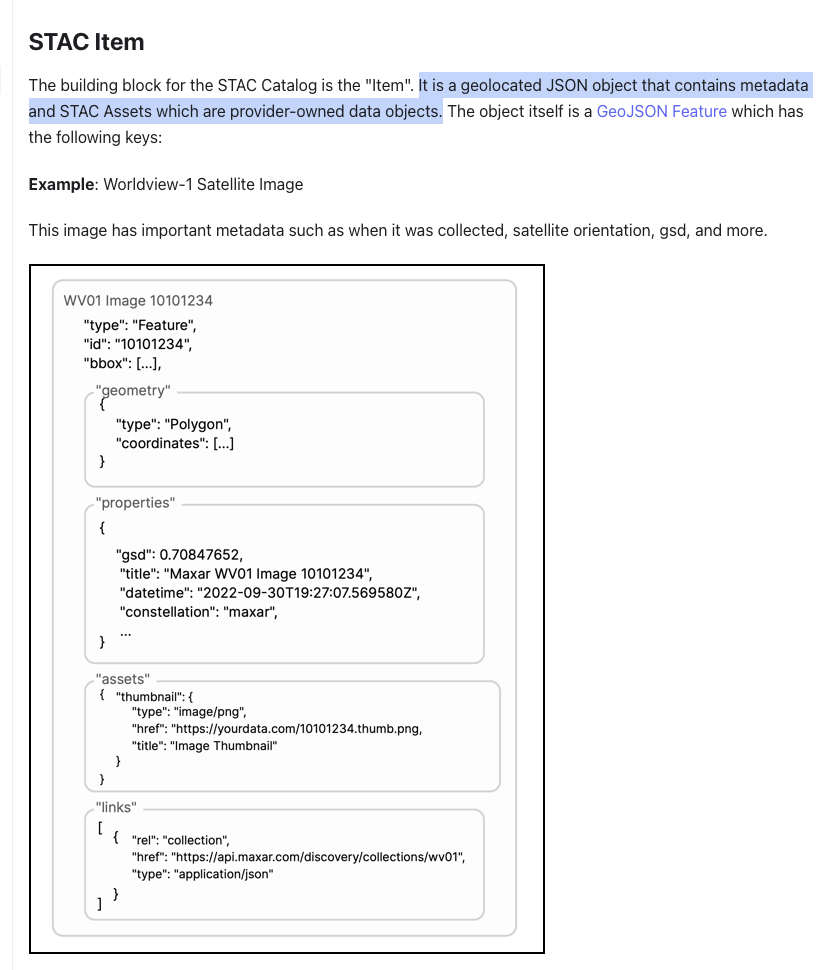 STAC Item
The building block for the STAC Catalog is the "Item". It is a geolocated JSON object that contains metadata
and STAC Assets which are provider-owned data objects. The object itself is a GeoJSON Feature which has
the following keys:
Example: Worldview-1 Satellite Image
This image has important metadata such as when it was collected, satellite orientation, gsd, and more.
WV01 Image 10101234
"type": "Feature",
"id": "10101234",
"bbox": [...],
"geometry"
{
"type": "Polygon",
"coordinates": [...]
}
"properties"
{
"gsd": 0.70847652,
"title": "Maxar WV01 Image 10101234",
"datetime": "2022-09-30T19:27:07.569580Z",
"constellation": "maxar",
...
}
"assets"
{ "thumbnail": {
"type": "image/png",
"href": "https://yourdata.com/10101234.thumb.png,
"title": "Image Thumbnail"
}
}
"links"
[
{ "rel": "collection",
"href": "https://api.maxar.com/discovery/collections/wv01",
"type": "application/json"
}
]